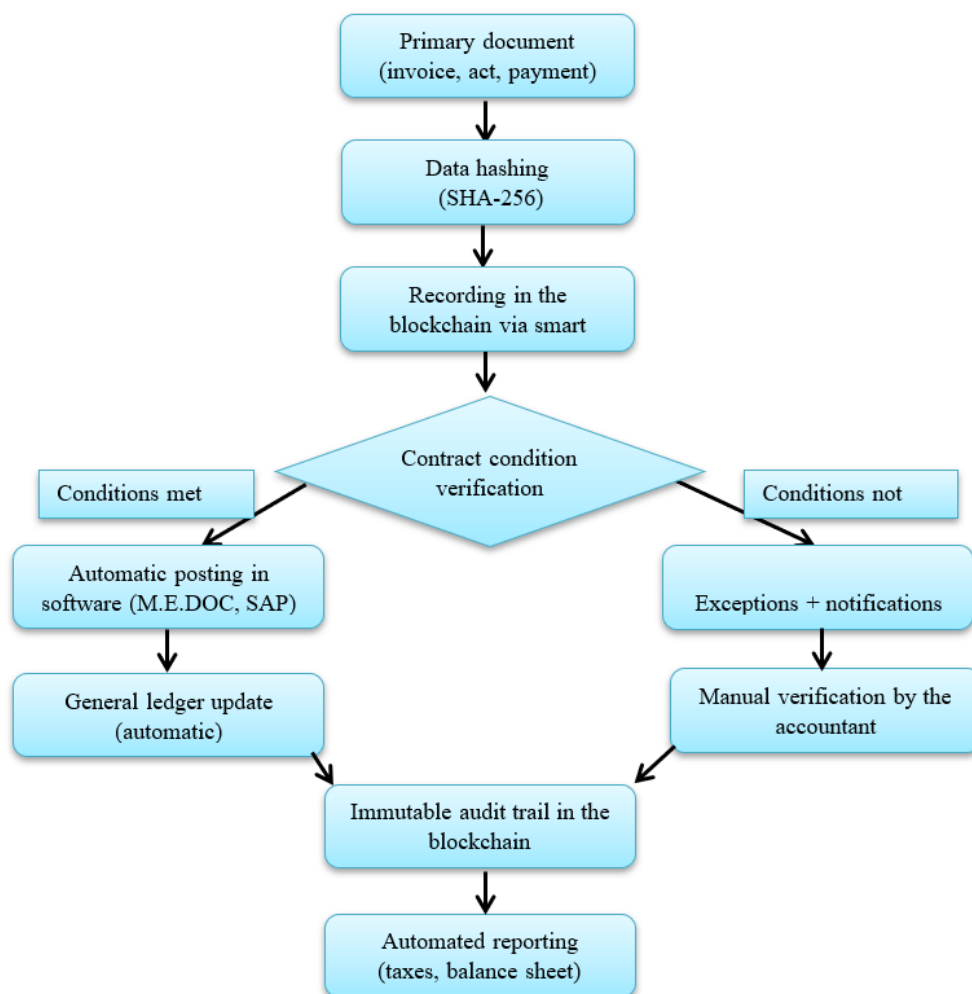 Primary document
(invoice, act, payment)
Data hashing
(SHA-256)
Recording in the
blockchain via smart
Contract condition
verification
Conditions met
Conditions not
Automatic posting in
software (M.E.DOC, SAP)
Exceptions + notifications
General ledger update
(automatic)
Manual verification by the
accountant
Immutable audit trail in the
blockchain
Automated reporting
(taxes, balance sheet)